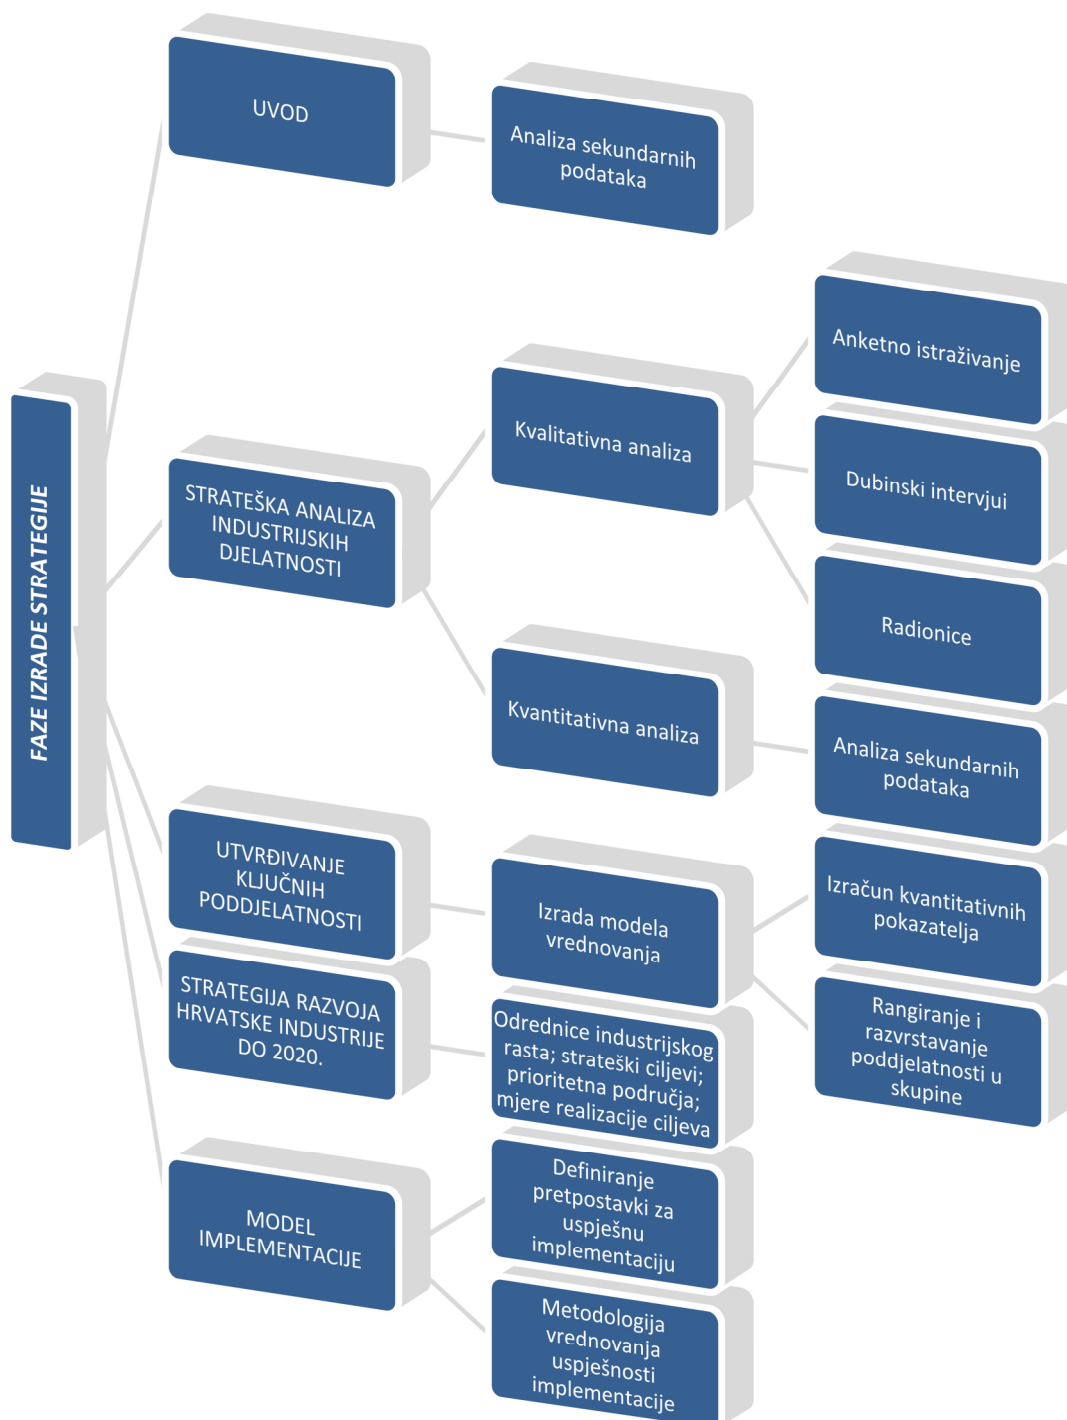 FAZE IZRADE STRATEGIJE
UVOD
Analiza sekundarnih
podataka
STRATEŠKA ANALIZA
INDUSTRIJSKIH
DJELATNOSTI
Kvalitativna analiza
Anketno istraživanje
Dubinski intervjui
Radionice
Kvantitativna analiza
Analiza sekundarnih
podataka
UTVRĐIVANJE
KLJUČNIH
PODDJELATNOSTI
Izrada modela
vrednovanja
Izračun kvantitativnih
pokazatelja
Rangiranje i
razvrstavanje
poddjelatnosti u
skupine
STRATEGIJA RAZVOJA
HRVATSKE INDUSTRIJE
DO 2020.
Odrednice industrijskog
rasta; strateški ciljevi;
prioritetna područja;
mjere realizacije ciljeva
MODEL
IMPLEMENTACIJE
Definiranje
pretpostavki za
uspješnu
implementaciju
Metodologija
vrednovanja
uspješnosti
implementacije